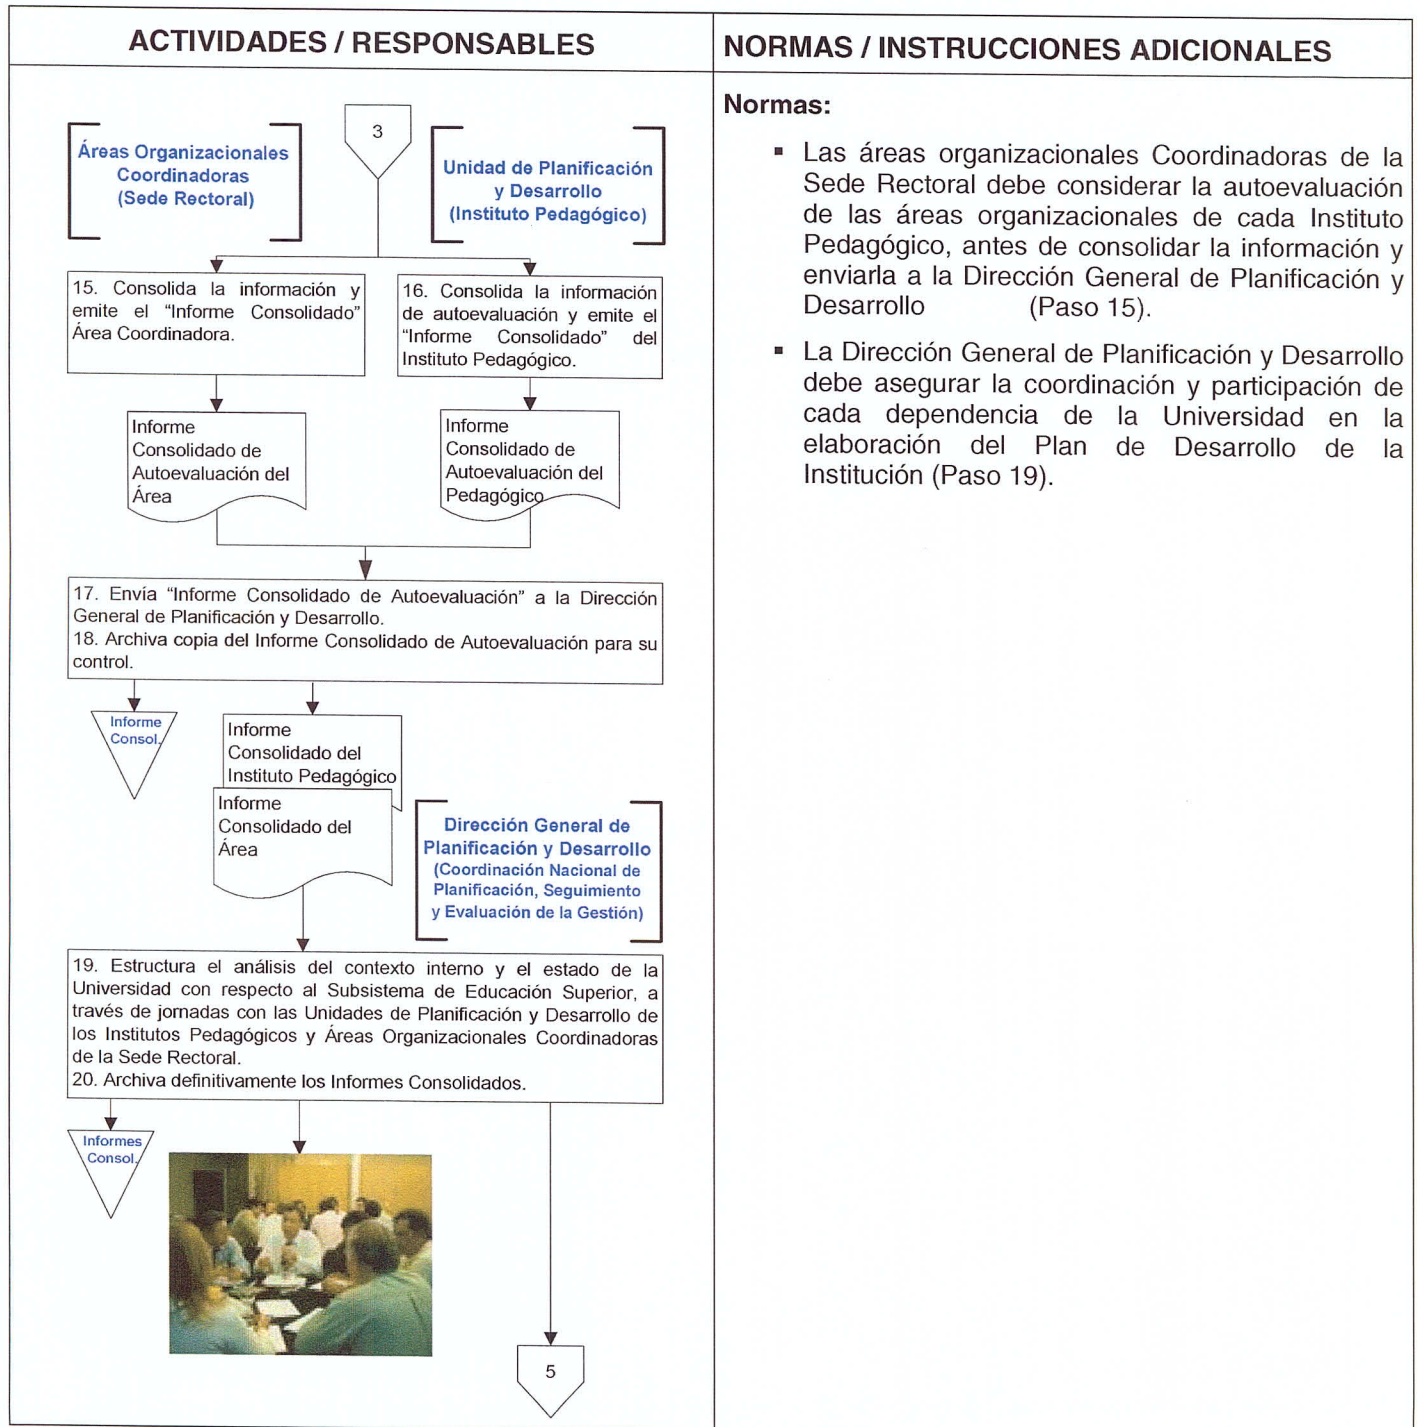 ACTIVIDADES / RESPONSABLES
NORMAS / INSTRUCCIONES ADICIONALES
3
Áreas Organizacionales
Coordinadoras
(Sede Rectoral)
Unidad de Planificación
y Desarrollo
(Instituto Pedagógico)
15. Consolida la información y
emite el “Informe Consolidado”
Área Coordinadora.
16. Consolida la información
de autoevaluación y emite el
“Informe Consolidado” del
Instituto Pedagógico.
Informe
Consolidado de
Autoevaluación del
Área
Informe
Consolidado de
Autoevaluación del
Pedagógico
17. Envía “Informe Consolidado de Autoevaluación” a la Dirección
General de Planificación y Desarrollo.
18. Archiva copia del Informe Consolidado de Autoevaluación para su
control.
Informe
Consol.
Informe
Consolidado del
Instituto Pedagógico
Informe
Consolidado del
Área
Dirección General de
Planificación y Desarrollo
(Coordinación Nacional de
Planificación, Seguimiento
y Evaluación de la Gestión)
19. Estructura el análisis del contexto interno y el estado de la
Universidad con respecto al Subsistema de Educación Superior, a
través de jornadas con las Unidades de Planificación y Desarrollo de
los Institutos Pedagógicos y Áreas Organizacionales Coordinadoras
de la Sede Rectoral.
20. Archiva definitivamente los Informes Consolidados.
Informes
Consol.
5
Normas:
▪ Las áreas organizacionales Coordinadoras de la
Sede Rectoral debe considerar la autoevaluación
de las áreas organizacionales de cada Instituto
Pedagógico, antes de consolidar la información y
enviarla a la Dirección General de Planificación y
Desarrollo (Paso 15).
▪ La Dirección General de Planificación y Desarrollo
debe asegurar la coordinación y participación de
cada dependencia de la Universidad en la
elaboración del Plan de Desarrollo de la
Institución (Paso 19).